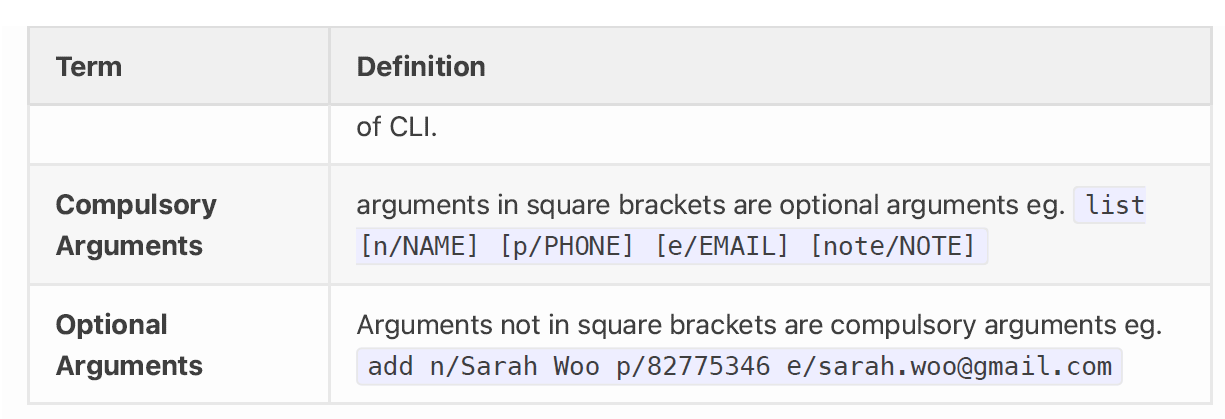 Term Definition
of CLI.
Compulsory Arguments
arguments in square brackets are optional arguments eg. list
[n/NAME] [p/PHONE] [e/EMAIL] [note/NOTE]
Optional Arguments
Arguments not in square brackets are compulsory arguments eg.
add n/Sarah Woo p/82775346 e/sarah.woo@gmail.com